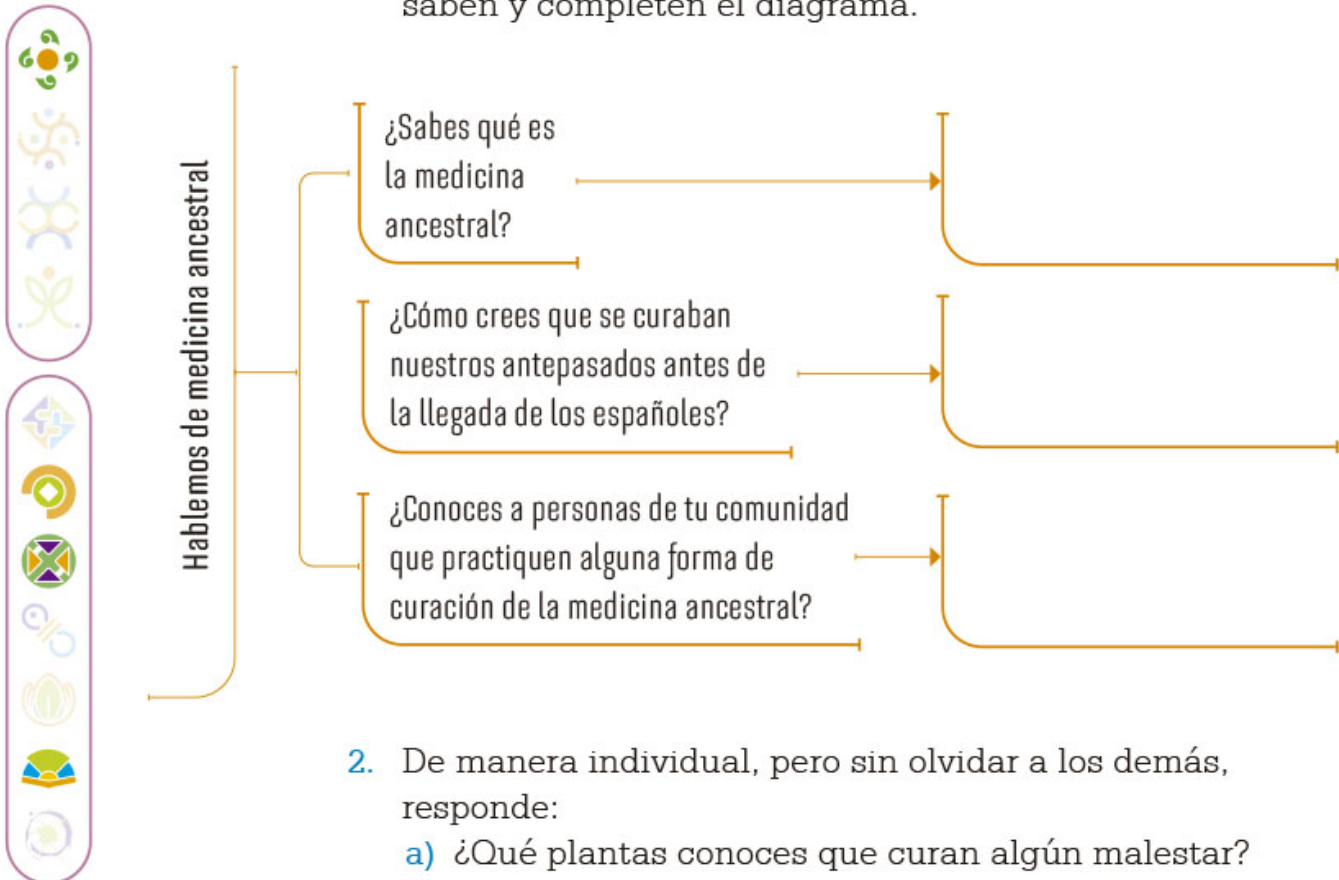 saben y completen el diagrama.
Hablemos de medicina ancestral
¿Sabes qué es
la medicina
ancestral?
¿Cómo crees que se curaban
nuestros antepasados antes de
la llegada de los españoles?
¿Conoces a personas de tu comunidad
que practiquen alguna forma de
curación de la medicina ancestral?
2. De manera individual, pero sin olvidar a los demás,
responde:
a) ¿Qué plantas conoces que curan algún malestar?